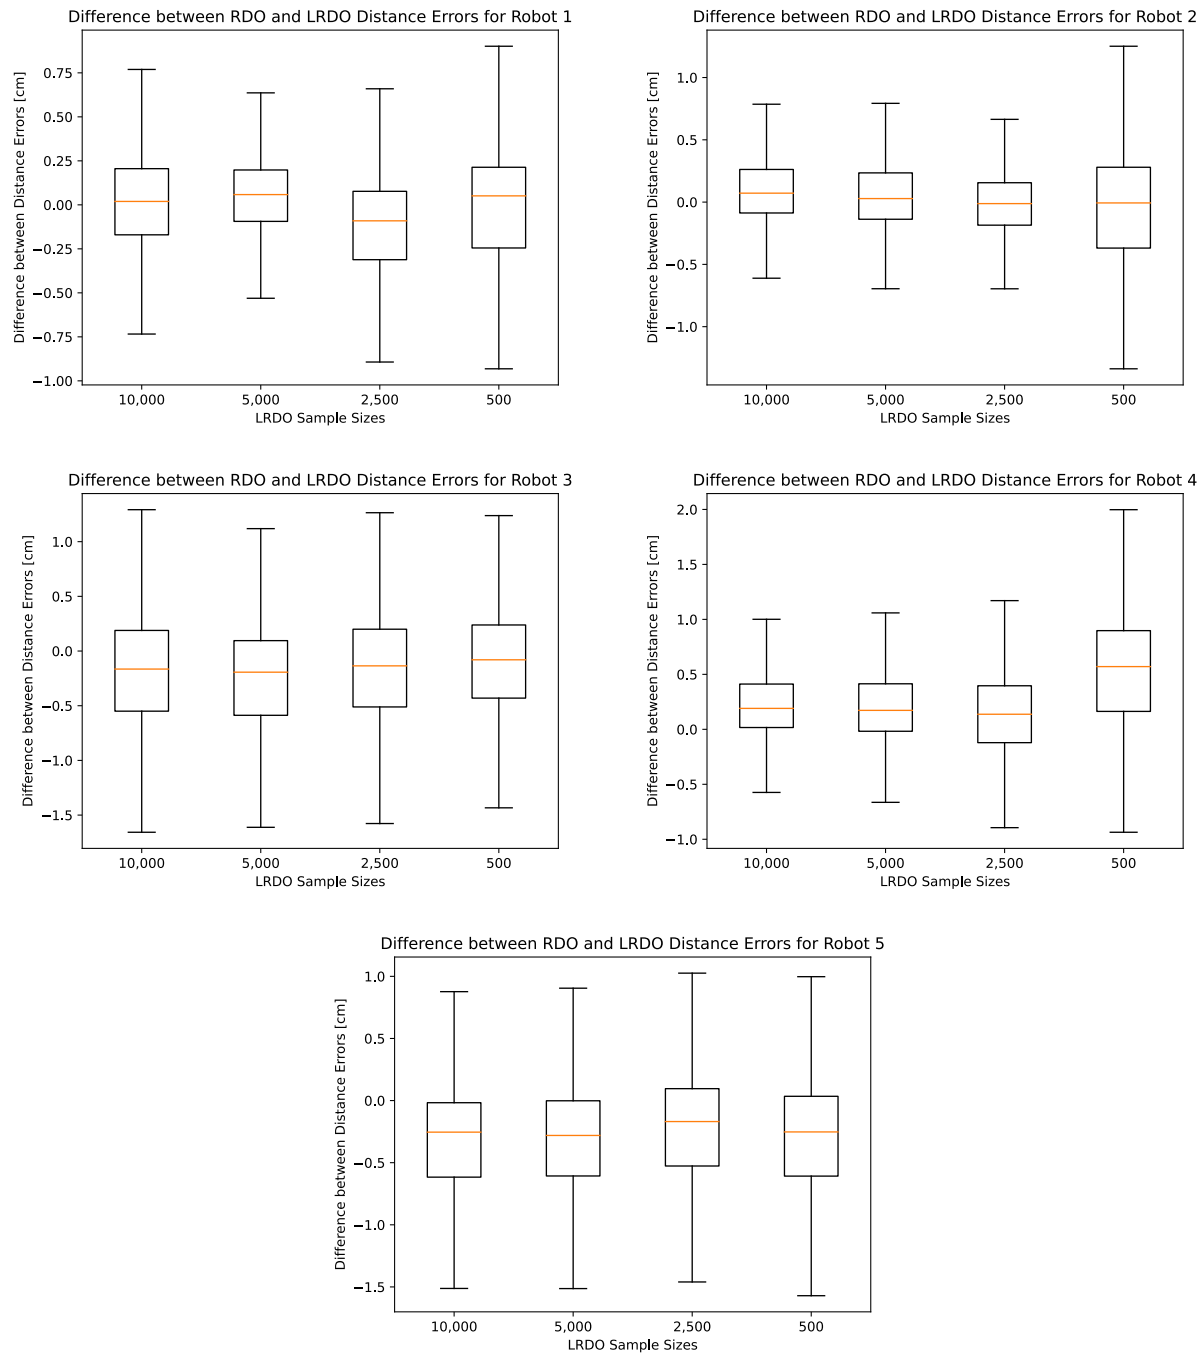 Difference between RDO and LRDO Distance Errors for Robot 1
Difference between Distance Errors [cm]
0.75
0.50
0.25
0.00
−0.25
−0.50
−0.75
−1.00
10,000 5,000 2,500 500
LRDO Sample Sizes
Difference between RDO and LRDO Distance Errors for Robot 2
Difference between Distance Errors [cm]
1.0
0.5
0.0
−0.5
−1.0
10,000 5,000 2,500 500
LRDO Sample Sizes
Difference between RDO and LRDO Distance Errors for Robot 3
Difference between Distance Errors [cm]
1.0
0.5
0.0
−0.5
−1.0
−1.5
10,000 5,000 2,500 500
LRDO Sample Sizes
Difference between RDO and LRDO Distance Errors for Robot 4
Difference between Distance Errors [cm]
2.0
1.5
1.0
0.5
0.0
−0.5
−1.0
10,000 5,000 2,500 500
LRDO Sample Sizes
Difference between RDO and LRDO Distance Errors for Robot 5
Difference between Distance Errors [cm]
1.0
0.5
0.0
−0.5
−1.0
−1.5
10,000 5,000 2,500 500
LRDO Sample Sizes